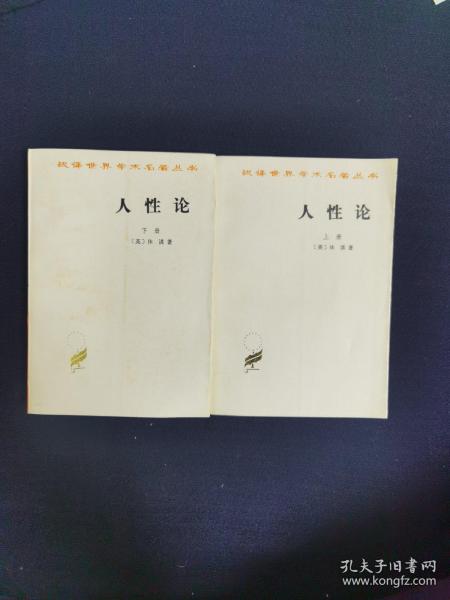 汉译世界学术名著丛书
人性论
下册
〔英〕休谟著
汉译世界学术名著丛书
人性论
上册
〔英〕休谟著
孔夫子旧书网
www.kongfz.com